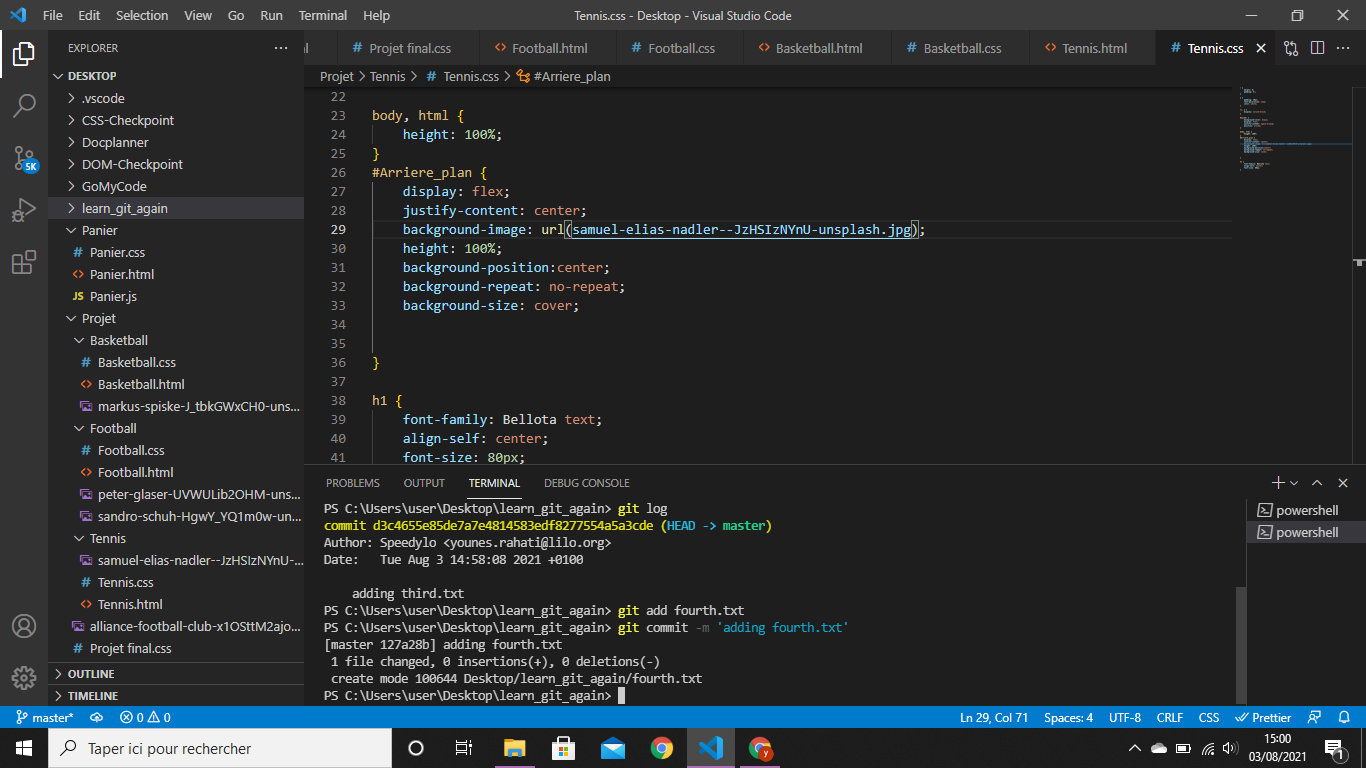 File Edit Selection View Go Run Terminal Help
Tennis.css - Desktop - Visual Studio Code
EXPLORER
DESKTOP
.vscode
CSS-Checkpoint
Docplanner
DOM-Checkpoint
GoMyCode
learn_git_again
Panier
Panier.css
Panier.html
JS Panier.js
Projet
Basketball
Basketball.css
Basketball.html
markus-spiske-J_tbkGWxCH0-uns...
Football
Football.css
Football.html
peter-glaser-UVWULib2OHM-uns...
sandro-schuh-HgwY_YQ1m0w-un...
Tennis
samuel-elias-nadler--JzHSIzNYnU-...
Tennis.css
Tennis.html
alliance-football-club-x1OSttM2ajo...
Projet final.css
OUTLINE
TIMELINE
5K
Projet final.css
Football.html
Football.css
Basketball.html
Basketball.css
Tennis.html
Tennis.css
Projet > Tennis > # Tennis.css > #Arriere_plan
22
23 body, html {
24 height: 100%;
25 }
26 #Arriere_plan {
27 display: flex;
28 justify-content: center;
29 background-image: url(samuel-elias-nadler--JzHSIzNYnU-unsplash.jpg);
30 height: 100%;
31 background-position:center;
32 background-repeat: no-repeat;
33 background-size: cover;
34
35
36 }
37
38 h1 {
39 font-family: Bellota text;
40 align-self: center;
41 font-size: 80px;
PROBLEMS OUTPUT TERMINAL DEBUG CONSOLE
PS C:\Users\user\Desktop\learn_git_again> git log
commit d3c4655e85de7a7e4814583edf8277554a5a3cde (HEAD -> master)
Author: Speedylo <younes.rahati@lilo.org>
Date: Tue Aug 3 14:58:08 2021 +0100
adding third.txt
PS C:\Users\user\Desktop\learn_git_again> git add fourth.txt
PS C:\Users\user\Desktop\learn_git_again> git commit -m 'adding fourth.txt'
[master 127a28b] adding fourth.txt
1 file changed, 0 insertions(+), 0 deletions(-)
create mode 100644 Desktop/learn_git_again/fourth.txt
PS C:\Users\user\Desktop\learn_git_again>
powershell
powershell
master* 0 0
Ln 29, Col 71 Spaces: 4 UTF-8 CRLF CSS Prettier
Taper ici pour rechercher
15:00
03/08/2021
1